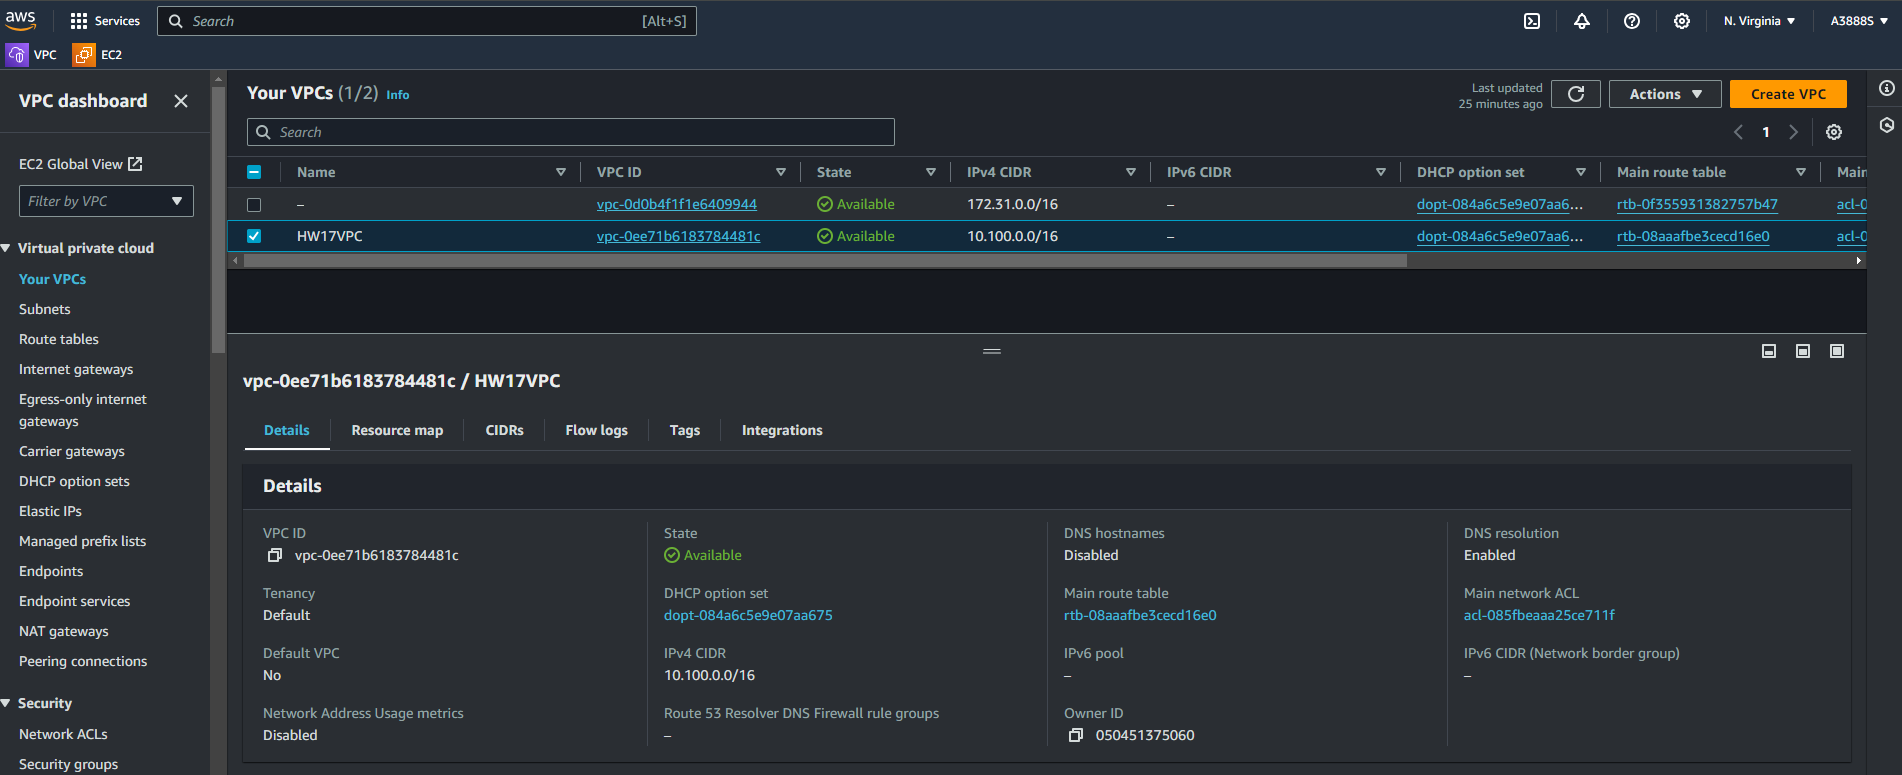 aws Services Search [Alt+S] N. Virginia A3888S
VPC EC2
VPC dashboard
EC2 Global View
Filter by VPC
Virtual private cloud
Your VPCs
Subnets
Route tables
Internet gateways
Egress-only internet
gateways
Carrier gateways
DHCP option sets
Elastic IPs
Managed prefix lists
Endpoints
Endpoint services
NAT gateways
Peering connections
Security
Network ACLs
Security groups
Your VPCs (1/2) Info
Last updated
25 minutes ago
Actions
Create VPC
Search
1
Name VPC ID State IPv4 CIDR IPv6 CIDR DHCP option set Main route table Main
– vpc-0d0b4f1f1e6409944 Available 172.31.0.0/16 – dopt-084a6c5e9e07aa6… rtb-0f355931382757b47 acl-0
HW17VPC vpc-0ee71b6183784481c Available 10.100.0.0/16 – dopt-084a6c5e9e07aa6… rtb-08aaafbe3cecd16e0 acl-0
vpc-0ee71b6183784481c / HW17VPC
Details Resource map CIDRs Flow logs Tags Integrations
Details
VPC ID
vpc-0ee71b6183784481c
State
Available
DNS hostnames
Disabled
DNS resolution
Enabled
Tenancy
Default
DHCP option set
dopt-084a6c5e9e07aa675
Main route table
rtb-08aaafbe3cecd16e0
Main network ACL
acl-085fbeaaa25ce711f
Default VPC
No
IPv4 CIDR
10.100.0.0/16
IPv6 pool
–
IPv6 CIDR (Network border group)
–
Network Address Usage metrics
Disabled
Route 53 Resolver DNS Firewall rule groups
–
Owner ID
050451375060